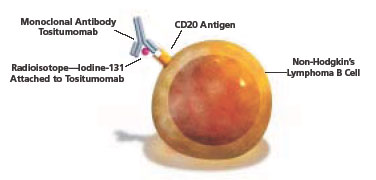 Monoclonal Antibody
Tositumomab
CD20 Antigen
Radioisotope—Iodine-131
Attached to Tositumomab
Non-Hodgkin's
Lymphoma B Cell